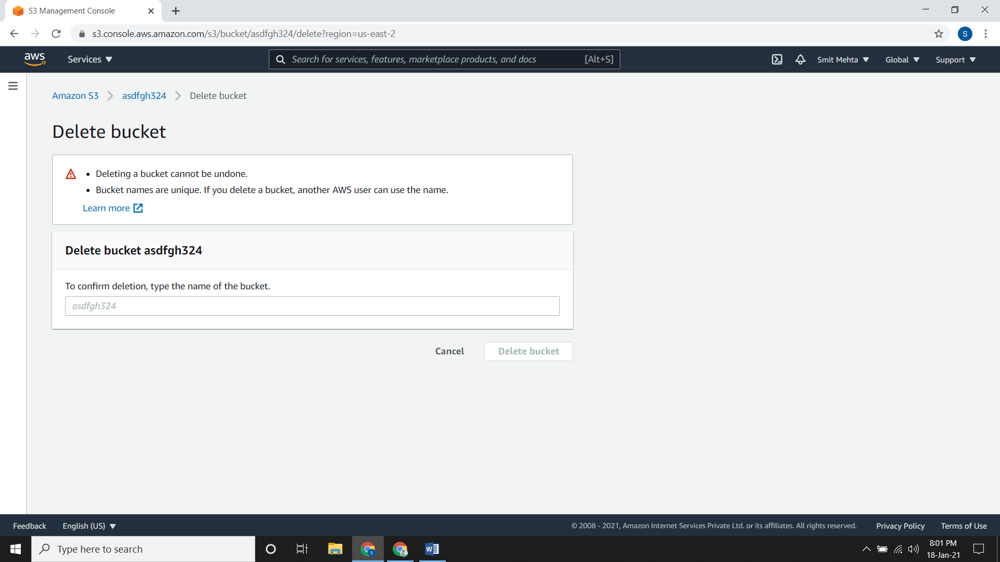 S3 Management Console
s3.console.aws.amazon.com/s3/bucket/asdfgh324/delete?region=us-east-2
S
aws
Services
Search for services, features, marketplace products, and docs
[Alt+S]
Smit Mehta
Global
Support
Amazon S3
asdfgh324
Delete bucket
Delete bucket
Deleting a bucket cannot be undone.
Bucket names are unique. If you delete a bucket, another AWS user can use the name.
Learn more
Delete bucket asdfgh324
To confirm deletion, type the name of the bucket.
asdfgh324
Cancel
Delete bucket
Feedback
English (US)
© 2008 - 2021, Amazon Internet Services Private Ltd. or its affiliates. All rights reserved.
Privacy Policy
Terms of Use
Type here to search
S
W
8:01 PM
18-Jan-21